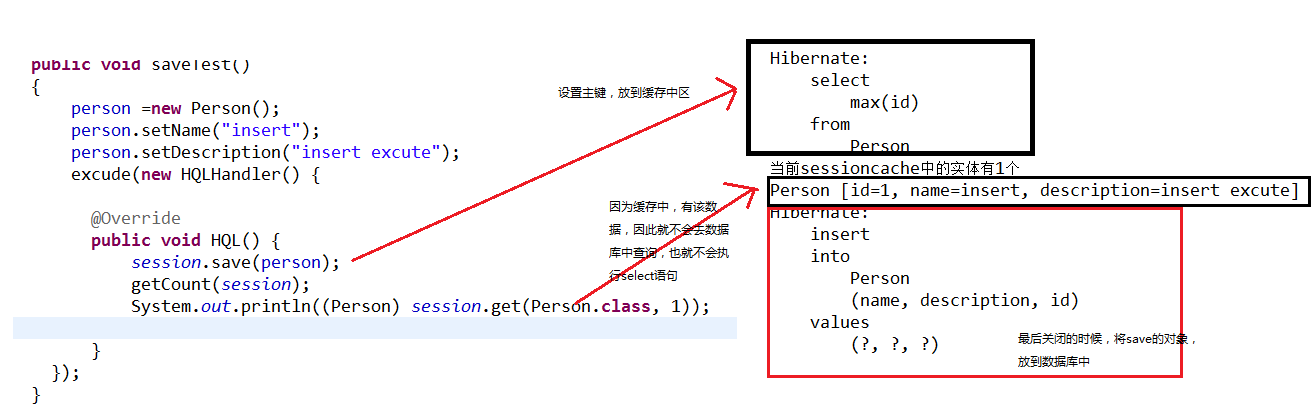 public void saveTest()
{
person =new Person();
person.setName("insert");
person.setDescription("insert excute");
excude(new HQLHandler() {
@Override
public void HQL() {
session.save(person);
getCount(session);
System.out.println((Person) session.get(Person.class, 1));
}
});
}
设置主键，放到缓存中区
因为缓存中，有该数
据，因此就不会去数据
库中查询，也就不会执
行select语句
Hibernate:
select
max(id)
from
Person
当前sessioncache中的实体有1个
Person [id=1, name=insert, description=insert excute]
Hibernate:
insert
into
Person
(name, description, id)
values
(?, ?, ?)
最后关闭的时候，将save的对象，
放到数据库中